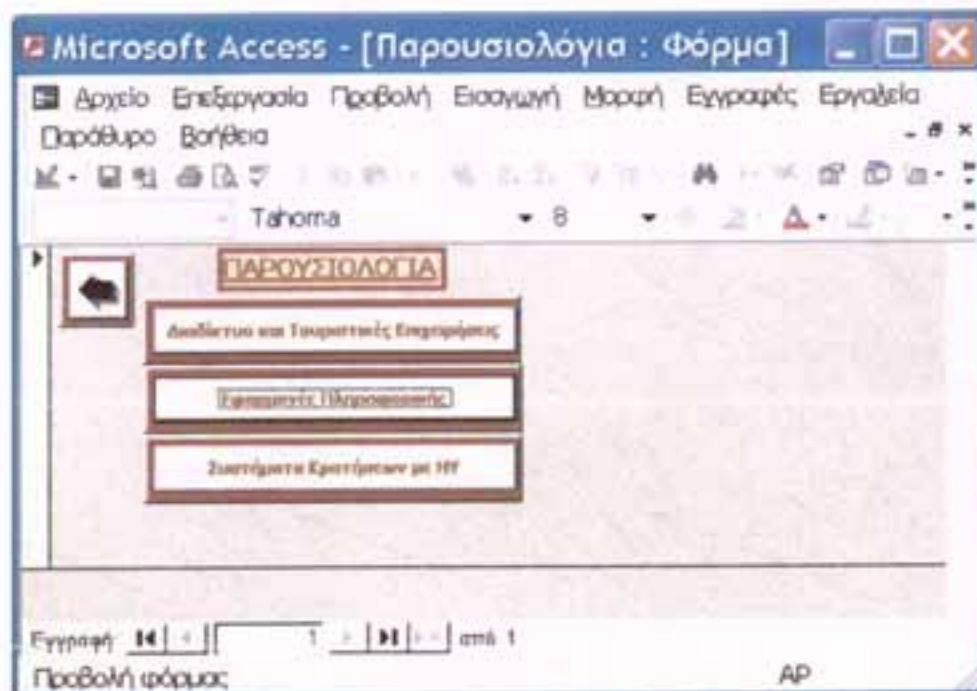 Microsoft Access - [Παρουσιολόγια : Φόρμα]
Αρχείο Επεξεργασία Προβολή Εισαγωγή Μορφή Εγγραφές Εργαλεία
Παράθυρο Βοήθεια
Tahoma 8
ΠΑΡΟΥΣΙΟΛΟΓΙΑ
Διαδίκτυο και Τουριστικές Επιχειρήσεις
Εφαρμογές Πληροφορικής
Συστήματα Κρατήσεων με ΗΥ
Εγγραφή: 1 από 1
Προβολή φόρμας ΑΡ